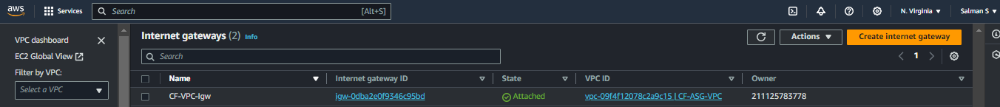 aws Services Search [Alt+S] N. Virginia Salman S
VPC dashboard
EC2 Global View
Filter by VPC:
Select a VPC
Internet gateways (2) Info
Actions
Create internet gateway
Search
1
Name Internet gateway ID State VPC ID Owner
CF-VPC-Igw igw-0dba2e0f9346c95bd Attached vpc-09f4f12078c2a9c15 | CF-ASG-VPC 211125783778